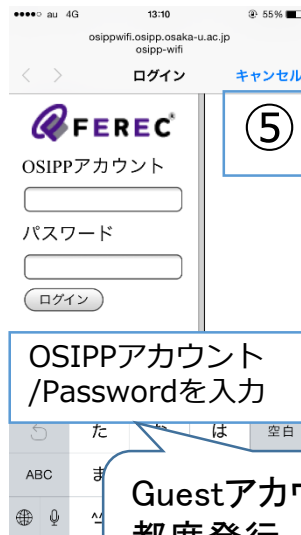 au 4G 13:10 55%
osippwifi.osipp.osaka-u.ac.jp
osipp-wifi
ログイン キャンセル
⑤
FEREC
OSIPPアカウント
パスワード
ログイン
OSIPPアカウント
/Passwordを入力
た は 空白
ABC ま
Guestアカウ